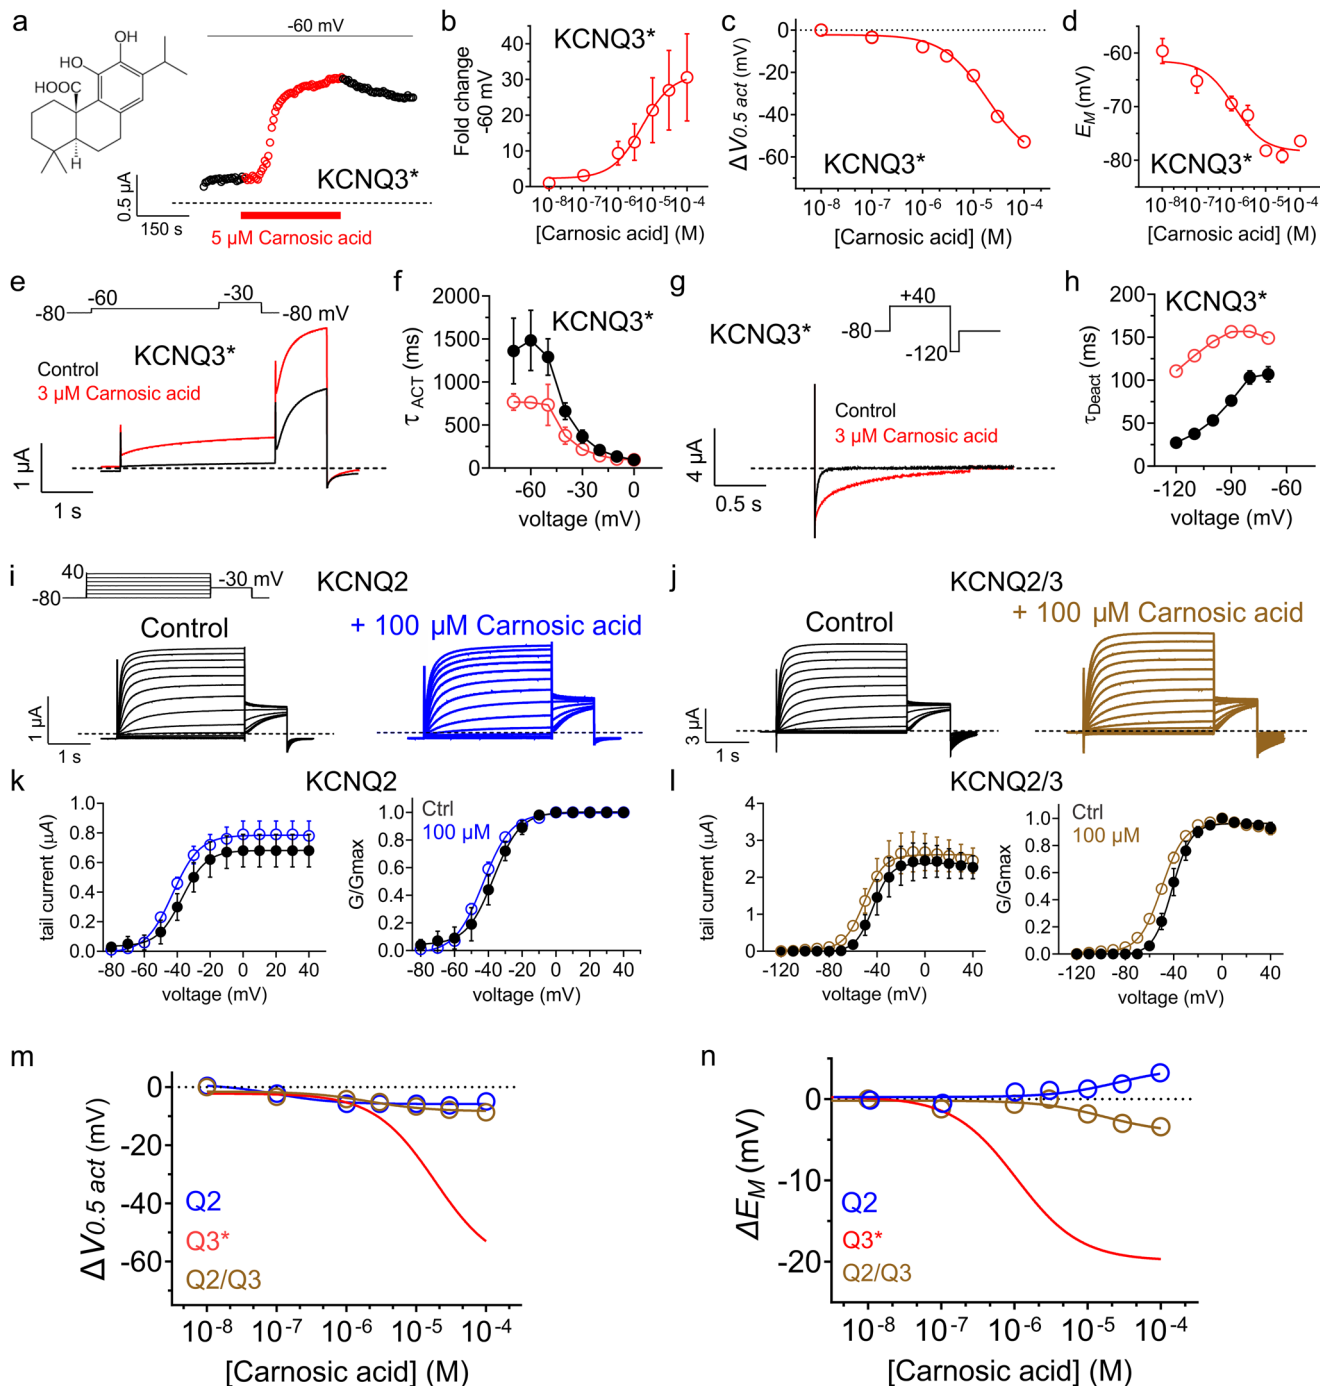 a
OH
OH
COOH
HOOC
H
-60 mV
KCNQ3*
0.5 µA
150 s
5 µM Carnosic acid
b
KCNQ3*
Fold change
-60 mV
40
30
20
10
0
10-8 10-7 10-6 10-5 10-4
[Carnosic acid] (M)
c
ΔV0.5 act (mV)
0
-20
-40
-60
KCNQ3*
10-8 10-7 10-6 10-5 10-4
[Carnosic acid] (M)
d
EM (mV)
-60
-70
-80
KCNQ3*
10-8 10-7 10-6 10-5 10-4
[Carnosic acid] (M)
e
-80 -60 -30 -80 mV
KCNQ3*
Control
3 µM Carnosic acid
1 µA
1 s
f
KCNQ3*
τ ACT (ms)
2000
1500
1000
500
0
-60 -30 0
voltage (mV)
g
KCNQ3*
+40
-80
-120
Control
3 µM Carnosic acid
4 µA
0.5 s
h
KCNQ3*
τDeact (ms)
200
150
100
50
0
-120 -90 -60
voltage (mV)
i
40
-80
-30 mV
KCNQ2
Control
+ 100 µM Carnosic acid
1 µA
1 s
j
KCNQ2/3
Control
+ 100 µM Carnosic acid
3 µA
1 s
k
KCNQ2
tail current (µA)
1.0
0.8
0.6
0.4
0.2
0.0
-80 -60 -40 -20 0 20 40
voltage (mV)
G/Gmax
Ctrl
100 µM
1.0
0.8
0.6
0.4
0.2
0.0
-80 -60 -40 -20 0 20 40
voltage (mV)
l
KCNQ2/3
tail current (µA)
4
3
2
1
0
-120 -80 -40 0 40
voltage (mV)
G/Gmax
Ctrl
100 µM
1.0
0.8
0.6
0.4
0.2
0.0
-120 -80 -40 0 40
voltage (mV)
m
ΔV0.5 act (mV)
0
-20
-40
-60
Q2
Q3*
Q2/Q3
10-8 10-7 10-6 10-5 10-4
[Carnosic acid] (M)
n
ΔEM (mV)
0
-10
-20
Q2
Q3*
Q2/Q3
10-8 10-7 10-6 10-5 10-4
[Carnosic acid] (M)